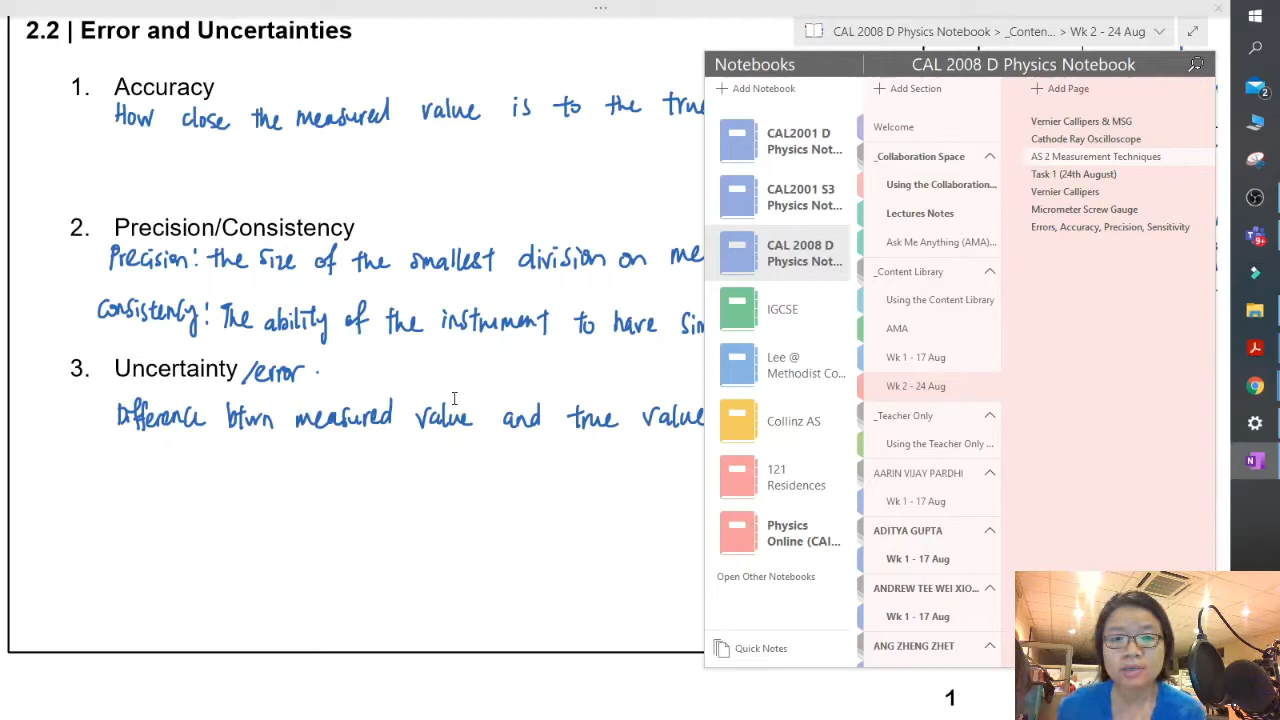 2.2 | Error and Uncertainties
1. Accuracy
How close the measured value is to the true
2. Precision/Consistency
Precision: the size of the smallest division on me
Consistency: The ability of the instrument to have sim
3. Uncertainty /error
Difference btwn measured value and true value
1
CAL 2008 D Physics Notebook > _Conten... > Wk 2 - 24 Aug
Notebooks
CAL 2008 D Physics Notebook
Add Notebook
CAL2001 D
Physics Not...
CAL2001 S3
Physics Not...
CAL 2008 D
Physics Not...
IGCSE
Lee @
Methodist Co...
Collinz AS
121
Residences
Physics
Online (CAI...
Open Other Notebooks
Quick Notes
Add Section
Welcome
_Collaboration Space
Using the Collaboration...
Lectures Notes
Ask Me Anything (AMA)...
_Content Library
Using the Content Library
AMA
Wk 1 - 17 Aug
Wk 2 - 24 Aug
_Teacher Only
Using the Teacher Only ...
AARIN VIJAY PARDHI
Wk 1 - 17 Aug
ADITYA GUPTA
Wk 1 - 17 Aug
ANDREW TEE WEI XIO...
Wk 1 - 17 Aug
ANG ZHENG ZHET
Add Page
Vernier Callipers & MSG
Cathode Ray Oscilloscope
AS 2 Measurement Techniques
Task 1 (24th August)
Vernier Callipers
Micrometer Screw Gauge
Errors, Accuracy, Precision, Sensitivity
2